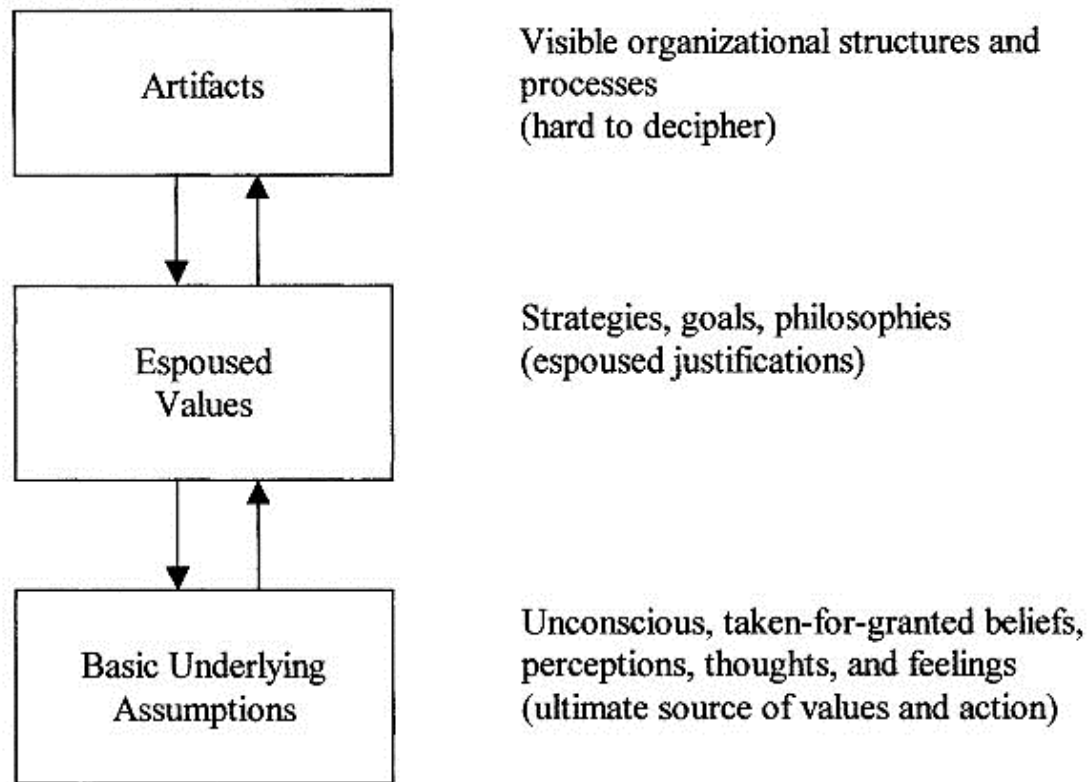 Artifacts
Visible organizational structures and
processes
(hard to decipher)
Espoused
Values
Strategies, goals, philosophies
(espoused justifications)
Basic Underlying
Assumptions
Unconscious, taken-for-granted beliefs,
perceptions, thoughts, and feelings
(ultimate source of values and action)